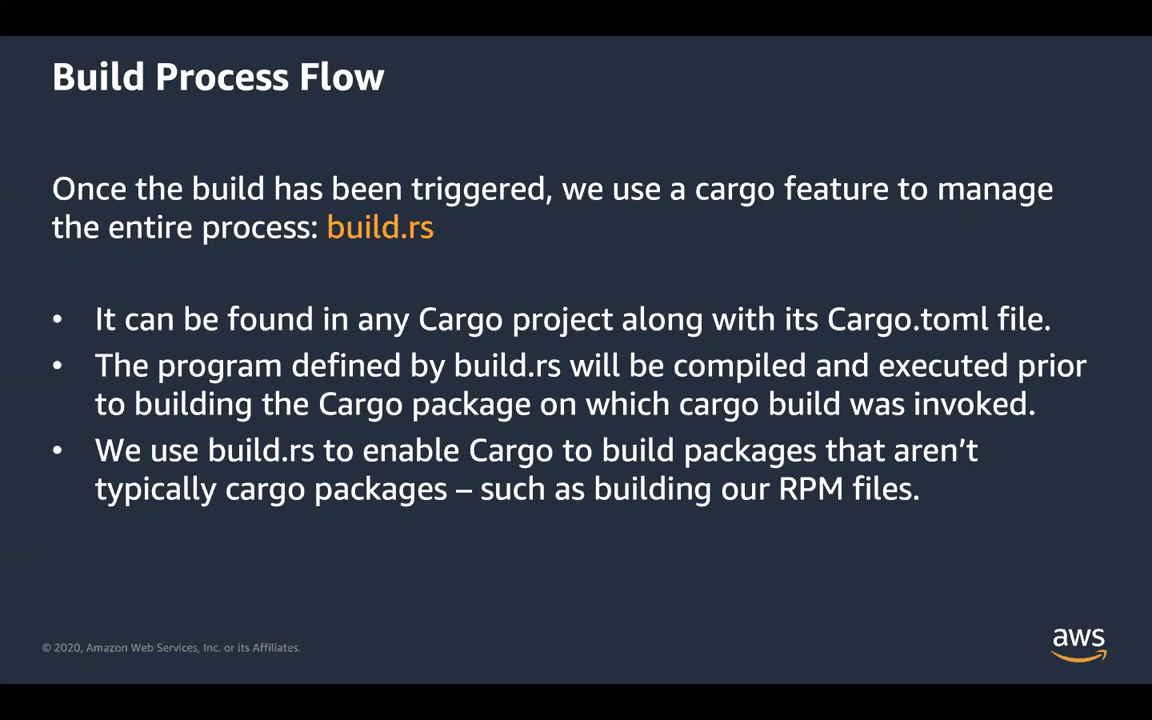 Build Process Flow
Once the build has been triggered, we use a cargo feature to manage
the entire process: build.rs
• It can be found in any Cargo project along with its Cargo.toml file.
• The program defined by build.rs will be compiled and executed prior
to building the Cargo package on which cargo build was invoked.
• We use build.rs to enable Cargo to build packages that aren’t
typically cargo packages – such as building our RPM files.
© 2020, Amazon Web Services, Inc. or its Affiliates.
aws